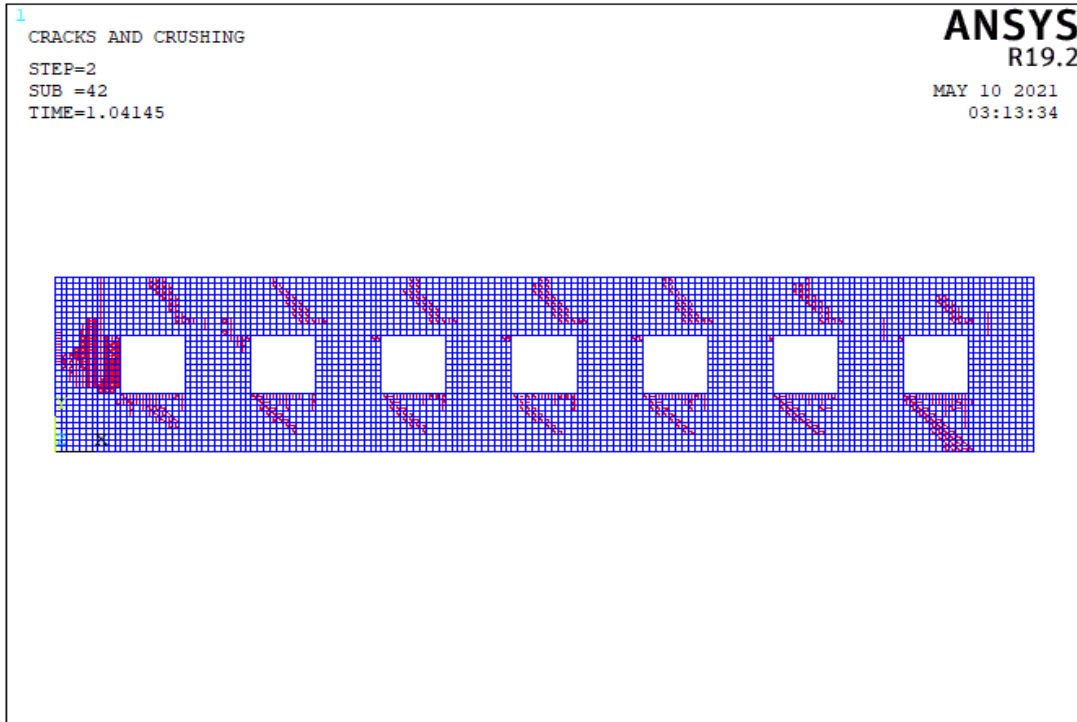 1
CRACKS AND CRUSHING
STEP=2
SUB =42
TIME=1.04145
ANSYS
R19.2
MAY 10 2021
03:13:34
Y
X